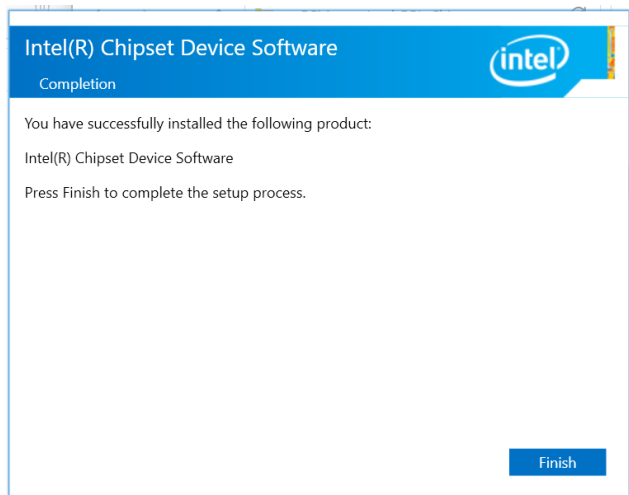 Intel(R) Chipset Device Software
intel
Completion
You have successfully installed the following product:
Intel(R) Chipset Device Software
Press Finish to complete the setup process.
Finish